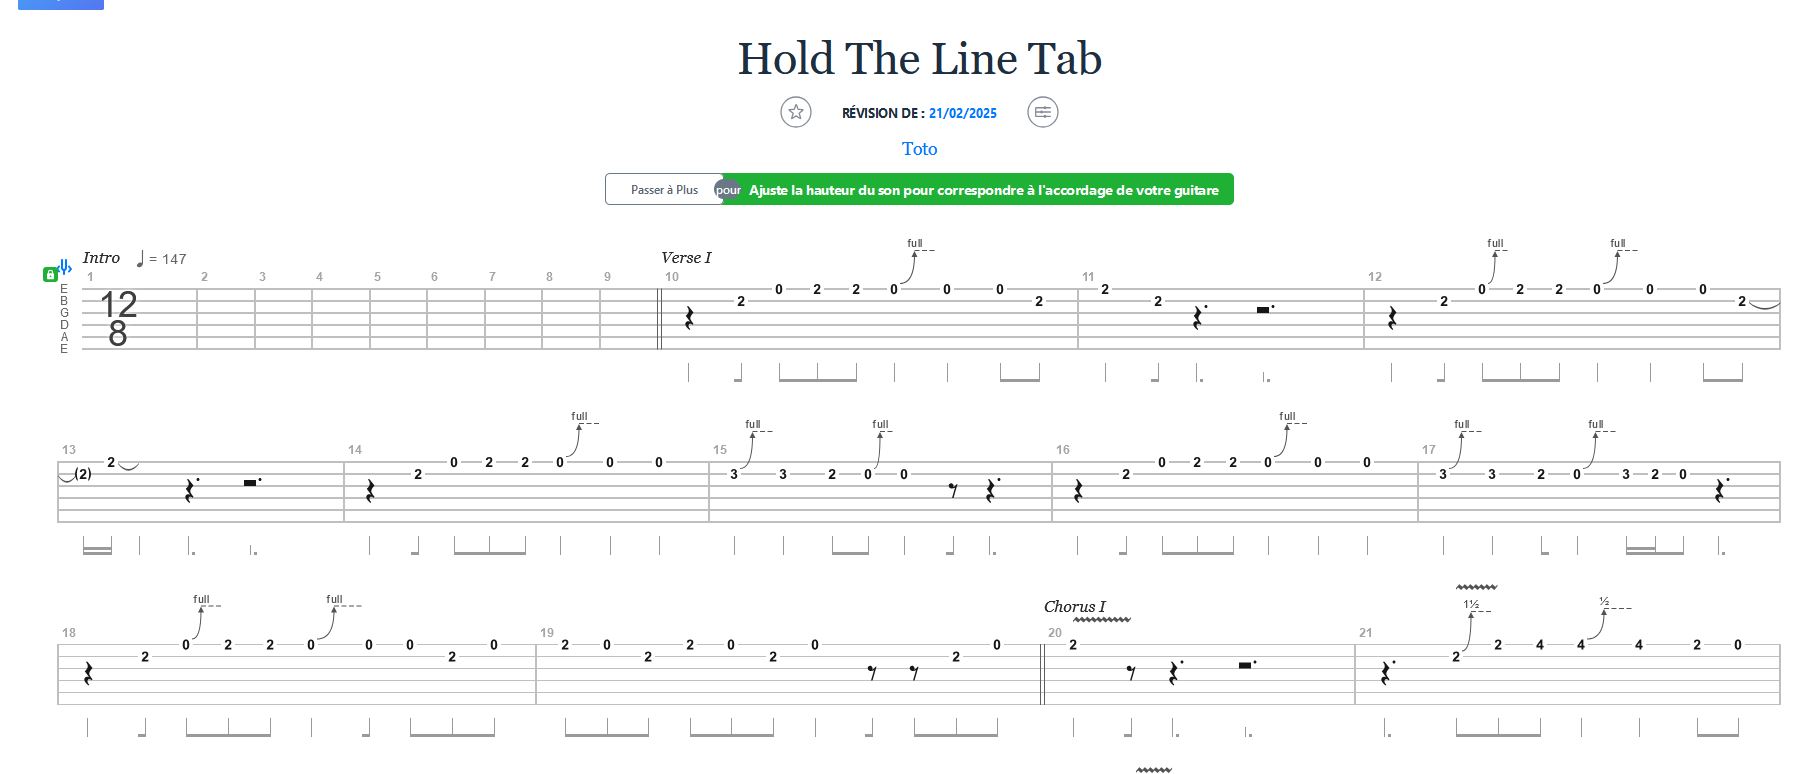 Hold The Line Tab
RÉVISION DE : 21/02/2025
Toto
Passer à Plus pour Ajuste la hauteur du son pour correspondre à l'accordage de votre guitare
full full full
Intro = 147 Verse I
1 2 3 4 5 6 7 8 9 10 11 12
E 0 2 2 0 0 0 2 0 2 2 0 0 0
B 2 2 2 2 2
G
D
A
E
12
8
full full full full full full
13 14 15 16 17
2 0 2 2 0 0 0 0 2 2 0 0 0
(2) 2 3 3 2 0 0 2 3 3 2 0 3 2 0
full full 1½ ½
Chorus I
18 19 20 21
0 2 2 0 0 0 0 2 0 2 0 0 0 2 2 4 4 4 2 0
2 2 2 2 2 2